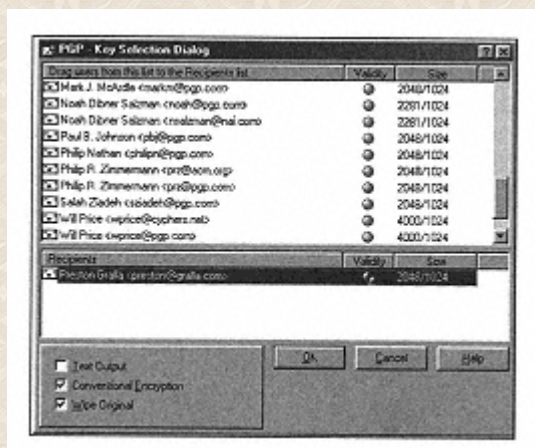 PGP - Key Selection Dialog
Drag users from this list to the Recipients list Validity Size
Mark J. McArdle <markm@pgp.com> 2048/1024
Noah Dibner Salzman <noah@pgp.com> 2281/1024
Noah Dibner Salzman <nsalzman@nai.com> 2281/1024
Paul B. Johnson <pbj@pgp.com> 2048/1024
Philip Nathan <philipn@pgp.com> 2048/1024
Philip R. Zimmermann <prz@acm.org> 2048/1024
Philip R. Zimmermann <prz@pgp.com> 2048/1024
Salah Ziadeh <sziadeh@pgp.com> 2048/1024
Will Price <wprice@cyphers.net> 4000/1024
Will Price <wprice@pgp.com> 4000/1024
Recipients Validity Size
Preston Gralla <preston@gralla.com> 2048/1024
Text Output
Conventional Encryption
Wipe Original
OK Cancel Help